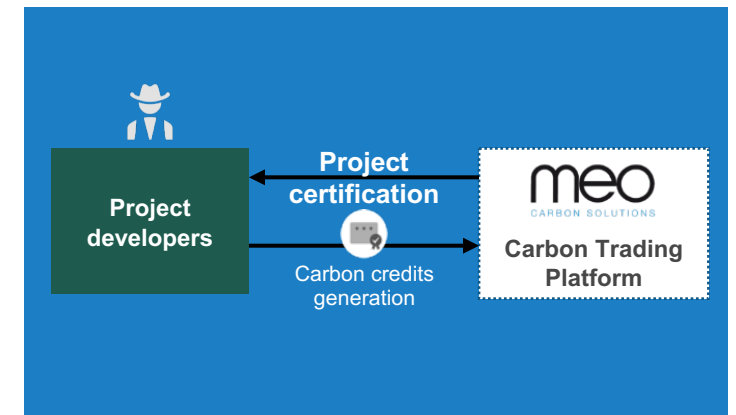 Project
certification
Project
developers
meo
CARBON SOLUTIONS
Carbon Trading
Platform
Carbon credits
generation